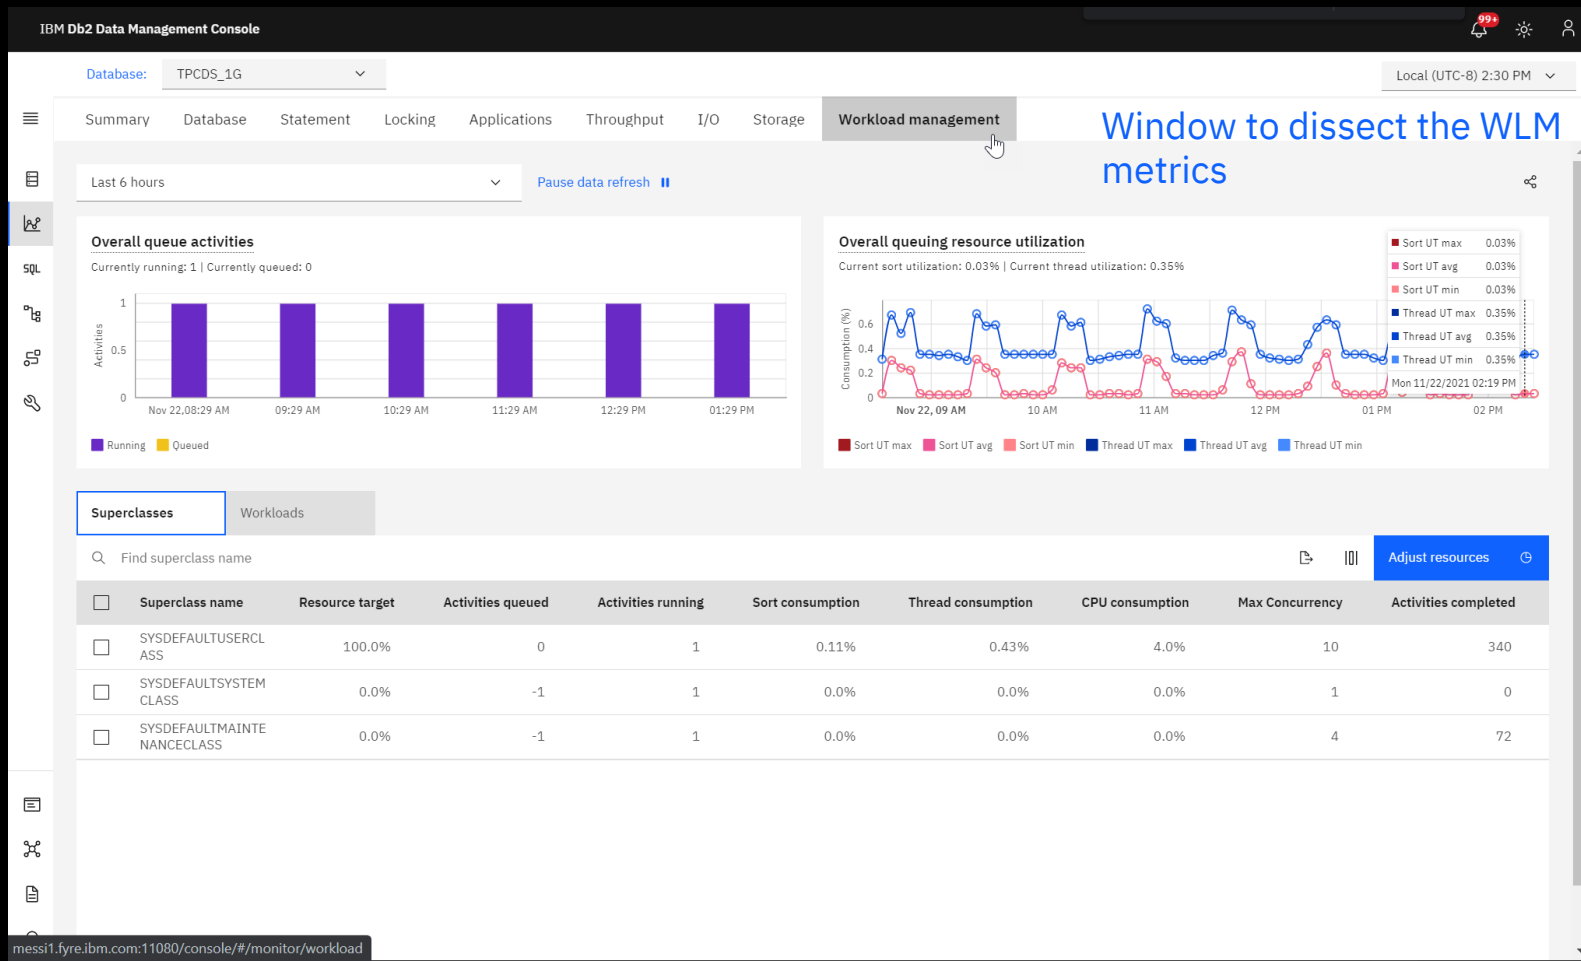 IBM Db2 Data Management Console
99+
Database: TPCDS_1G
Local (UTC-8) 2:30 PM
Summary Database Statement Locking Applications Throughput I/O Storage Workload management
Window to dissect the WLM
metrics
Last 6 hours
Pause data refresh
SQL
Overall queue activities
Currently running: 1 | Currently queued: 0
Activities
1
0.5
0
Nov 22,08:29 AM 09:29 AM 10:29 AM 11:29 AM 12:29 PM 01:29 PM
Running Queued
Overall queuing resource utilization
Current sort utilization: 0.03% | Current thread utilization: 0.35%
Consumption (%)
0.6
0.4
0.2
0
Nov 22, 09 AM 10 AM 11 AM 12 PM 01 PM 02 PM
Sort UT max 0.03%
Sort UT avg 0.03%
Sort UT min 0.03%
Thread UT max 0.35%
Thread UT avg 0.35%
Thread UT min 0.35%
Mon 11/22/2021 02:19 PM
Sort UT max Sort UT avg Sort UT min Thread UT max Thread UT avg Thread UT min
Superclasses Workloads
Find superclass name
Adjust resources
Superclass name Resource target Activities queued Activities running Sort consumption Thread consumption CPU consumption Max Concurrency Activities completed
SYSDEFAULTUSERCL
ASS
100.0% 0 1 0.11% 0.43% 4.0% 10 340
SYSDEFAULTSYSTEM
CLASS
0.0% -1 1 0.0% 0.0% 0.0% 1 0
SYSDEFAULTMAINTE
NANCECLASS
0.0% -1 1 0.0% 0.0% 0.0% 4 72
messi1.fyre.ibm.com:11080/console/#/monitor/workload